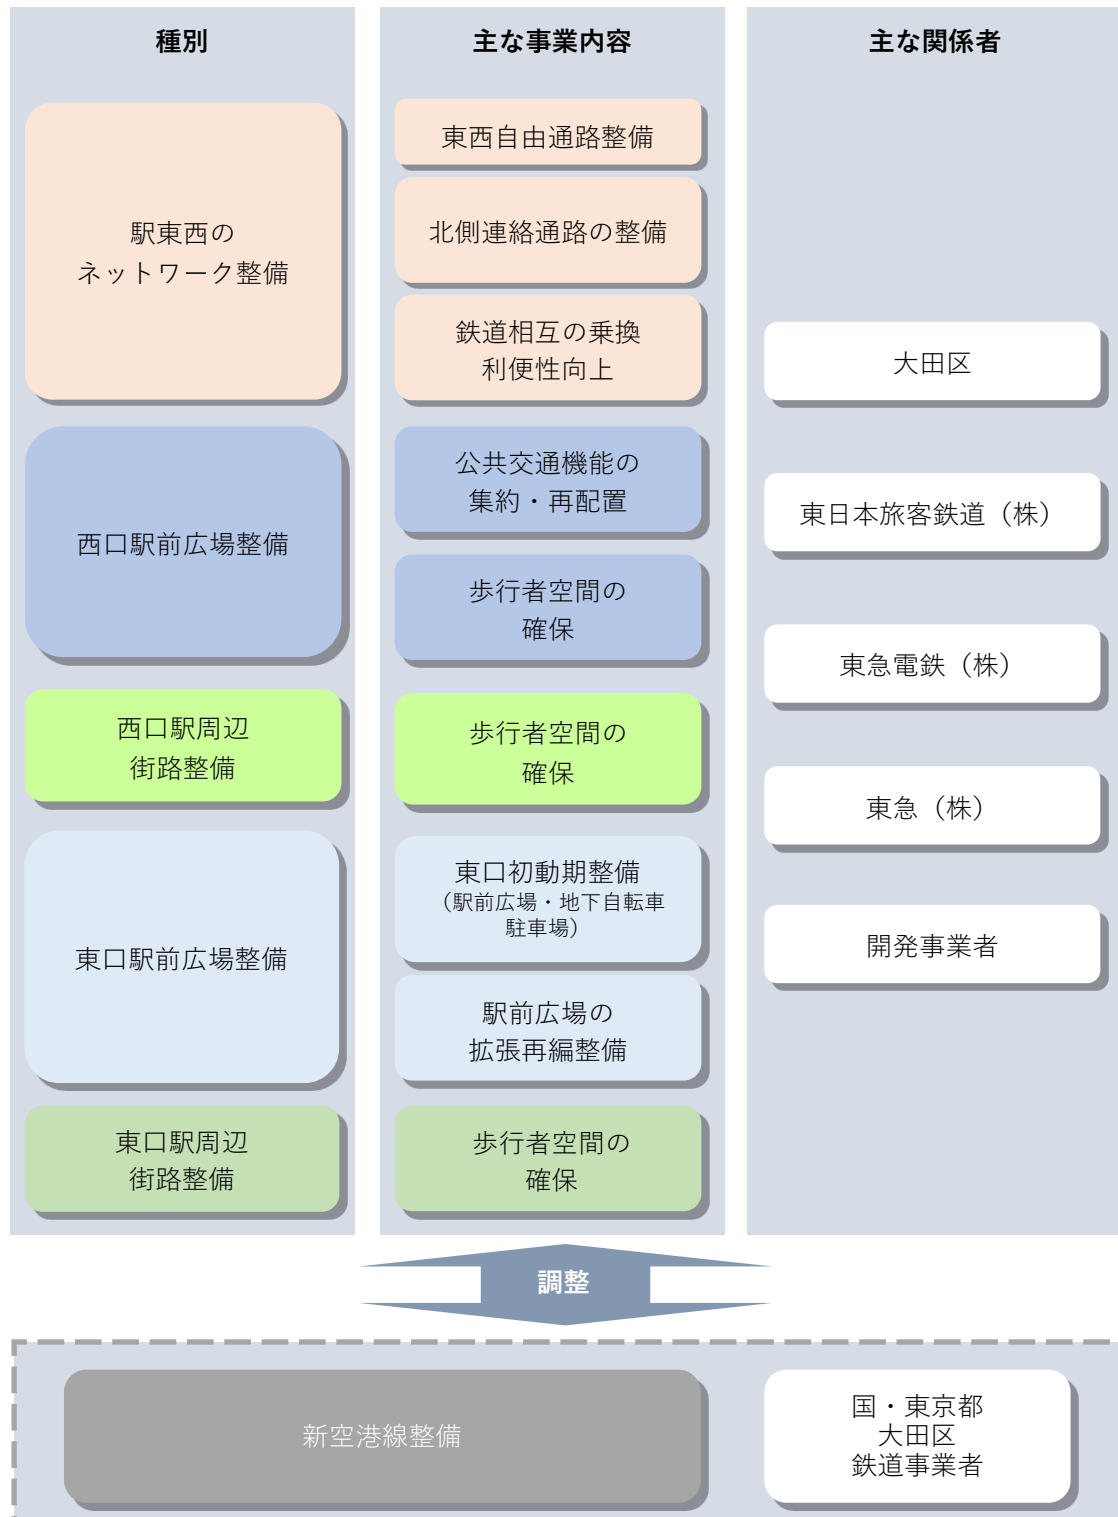 種別
駅東西の
ネットワーク整備
西口駅前広場整備
西口駅周辺
街路整備
東口駅前広場整備
東口駅周辺
街路整備
主な事業内容
東西自由通路整備
北側連絡通路の整備
鉄道相互の乗換
利便性向上
公共交通機能の
集約・再配置
歩行者空間の
確保
歩行者空間の
確保
東口初動期整備
（駅前広場・地下自転車
駐車場）
駅前広場の
拡張再編整備
歩行者空間の
確保
主な関係者
大田区
東日本旅客鉄道（株）
東急電鉄（株）
東急（株）
開発事業者
調整
新空港線整備
国・東京都
大田区
鉄道事業者